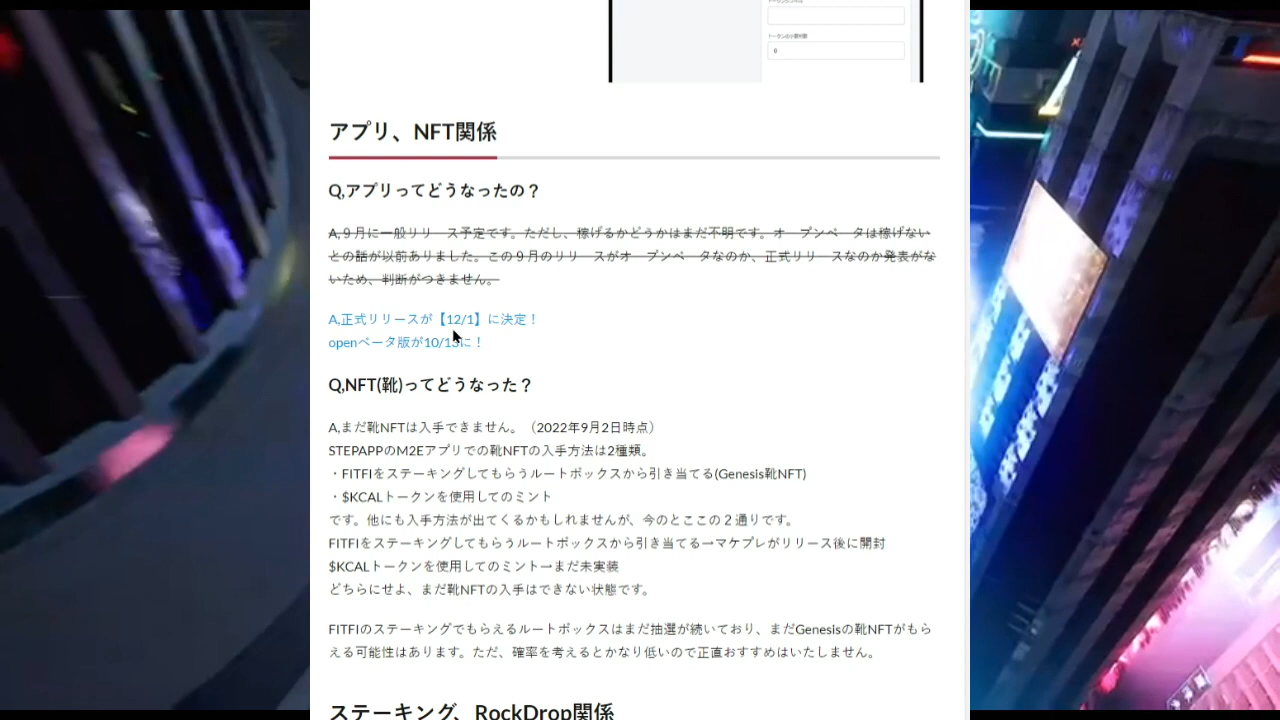 トークンの小数桁数
0
アプリ、NFT関係
Q,アプリってどうなったの？
A,９月に一般リリース予定です。ただし、稼げるかどうかはまだ不明です。オープンベータは稼げない
との話が以前ありました。この９月のリリースがオープンベータなのか、正式リリースなのか発表がな
いため、判断がつきません。
A,正式リリースが【12/1】に決定！
openベータ版が10/13に！
Q,NFT(靴)ってどうなった？
A,まだ靴NFTは入手できません。（2022年9月2日時点）
STEPAPPのM2Eアプリでの靴NFTの入手方法は2種類。
・FITFIをステーキングしてもらうルートボックスから引き当てる(Genesis靴NFT)
・$KCALトークンを使用してのミント
です。他にも入手方法が出てくるかもしれませんが、今のとここの２通りです。
FITFIをステーキングしてもらうルートボックスから引き当てる→マケプレがリリース後に開封
$KCALトークンを使用してのミント→まだ未実装
どちらにせよ、まだ靴NFTの入手はできない状態です。
FITFIのステーキングでもらえるルートボックスはまだ抽選が続いており、まだGenesisの靴NFTがもら
える可能性はあります。ただ、確率を考えるとかなり低いので正直おすすめはいたしません。
ステーキング、RockDrop関係